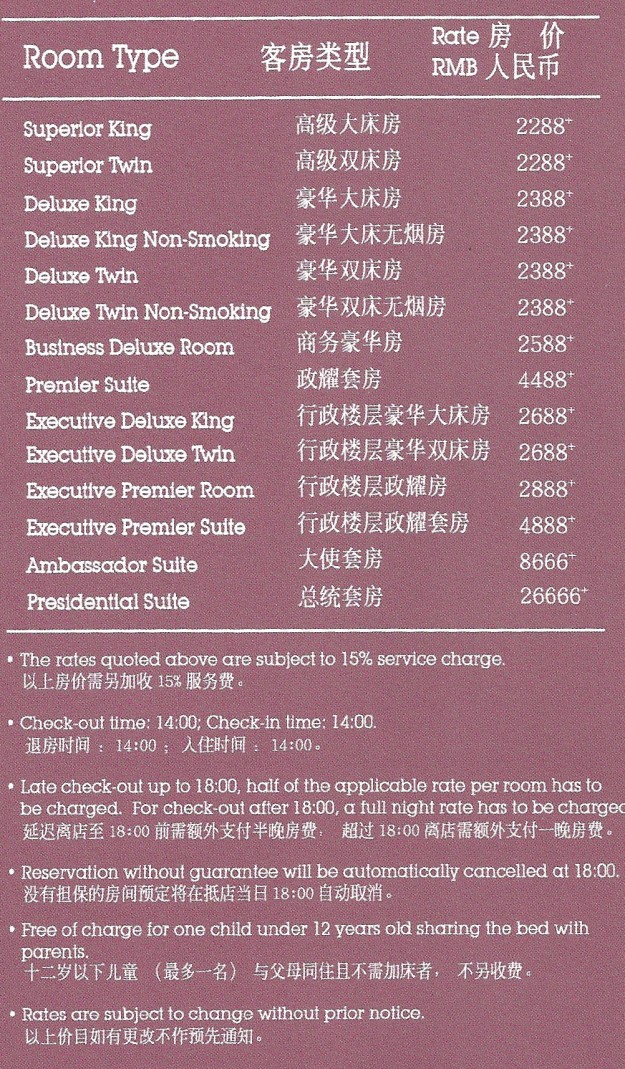 Room Type 客房类型 Rate 房 价
RMB 人民币
Superior King 高级大床房 2288+
Superior Twin 高级双床房 2288+
Deluxe King 豪华大床房 2388+
Deluxe King Non-Smoking 豪华大床无烟房 2388+
Deluxe Twin 豪华双床房 2388+
Deluxe Twin Non-Smoking 豪华双床无烟房 2388+
Business Deluxe Room 商务豪华房 2588+
Premier Suite 政耀套房 4488+
Executive Deluxe King 行政楼层豪华大床房 2688+
Executive Deluxe Twin 行政楼层豪华双床房 2688+
Executive Premier Room 行政楼层政耀房 2888+
Executive Premier Suite 行政楼层政耀套房 4888+
Ambassador Suite 大使套房 8666+
Presidential Suite 总统套房 26666+
• The rates quoted above are subject to 15% service charge.
以上房价需另加收 15% 服务费。
• Check-out time: 14:00; Check-in time: 14:00.
退房时间 : 14:00 ; 入住时间 : 14:00。
• Late check-out up to 18:00, half of the applicable rate per room has to
be charged. For check-out after 18:00, a full night rate has to be charged
延迟离店至 18:00 前需额外支付半晚房费; 超过 18:00 离店需额外支付一晚房费。
• Reservation without guarantee will be automatically cancelled at 18:00.
没有担保的房间预定将在抵店当日 18:00 自动取消。
• Free of charge for one child under 12 years old sharing the bed with
parents.
十二岁以下儿童 (最多一名) 与父母同住且不需加床者, 不另收费。
• Rates are subject to change without prior notice.
以上价目如有更改不作预先通知。